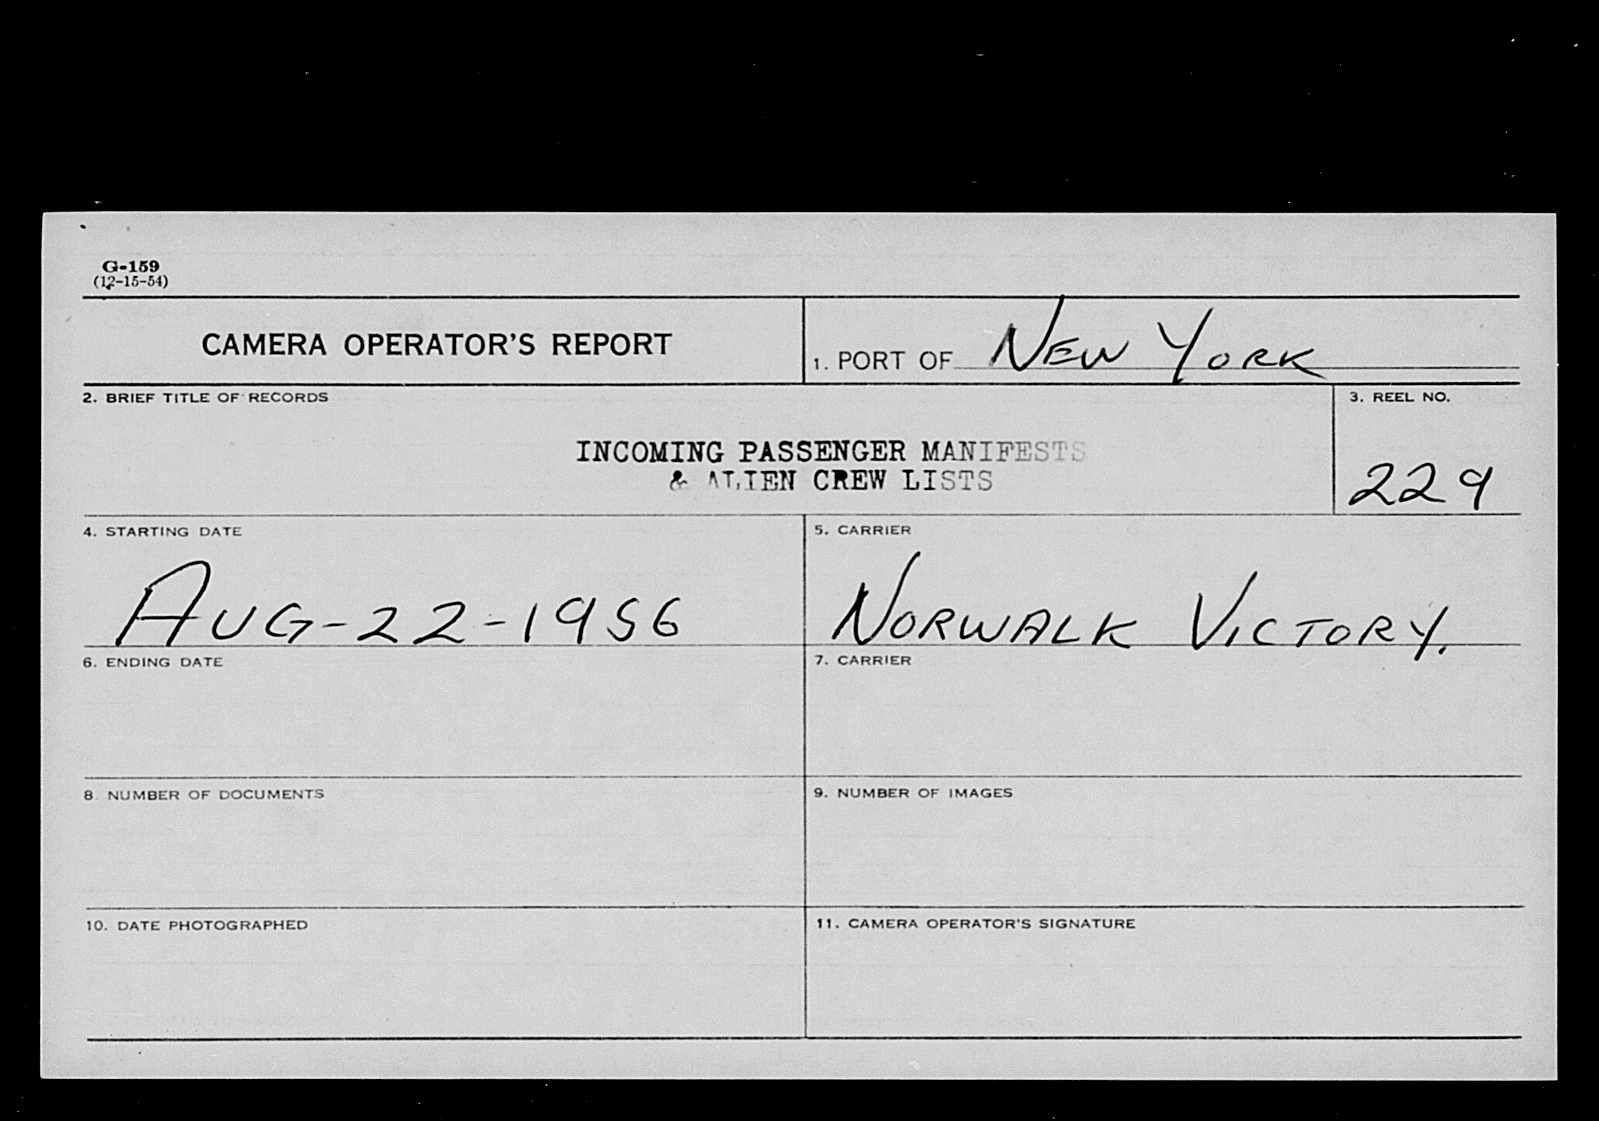 G-159
(12-15-54)
CAMERA OPERATOR'S REPORT
1. PORT OF NEW YORK
2. BRIEF TITLE OF RECORDS
3. REEL NO.
INCOMING PASSENGER MANIFESTS
& ALIEN CREW LISTS
229
4. STARTING DATE
5. CARRIER
AUG-22-1956
NORWALK VICTORY.
6. ENDING DATE
7. CARRIER
8. NUMBER OF DOCUMENTS
9. NUMBER OF IMAGES
10. DATE PHOTOGRAPHED
11. CAMERA OPERATOR'S SIGNATURE